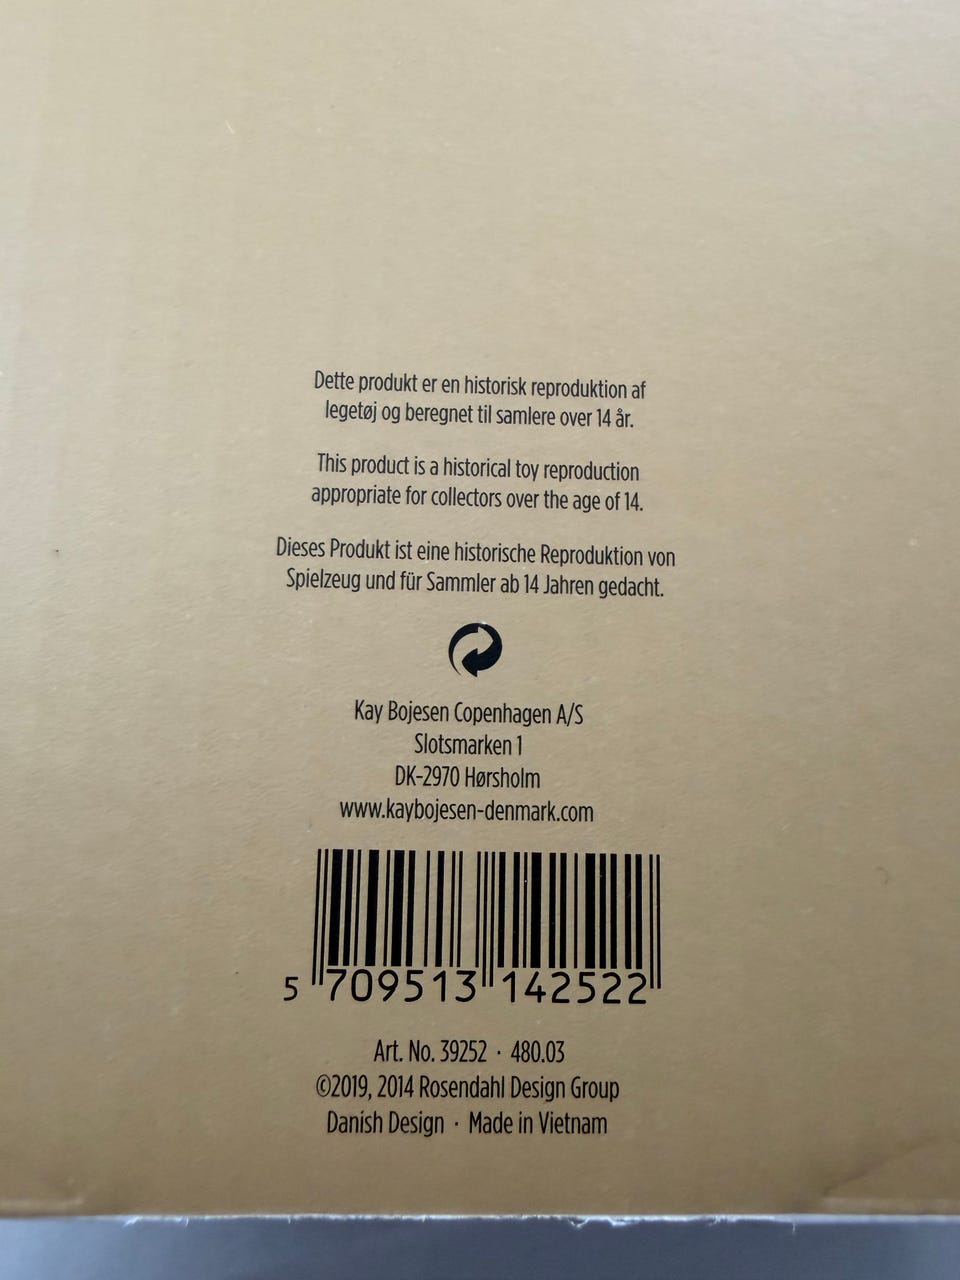 Dette produkt er en historisk reproduktion af
legetøj og beregnet til samlere over 14 år.
This product is a historical toy reproduction
appropriate for collectors over the age of 14.
Dieses Produkt ist eine historische Reproduktion von
Spielzeug und für Sammler ab 14 Jahren gedacht.
Kay Bojesen Copenhagen A/S
Slotsmarken 1
DK-2970 Hørsholm
www.kaybojesen-denmark.com
5 709513 142522
Art. No. 39252 · 480.03
©2019, 2014 Rosendahl Design Group
Danish Design · Made in Vietnam